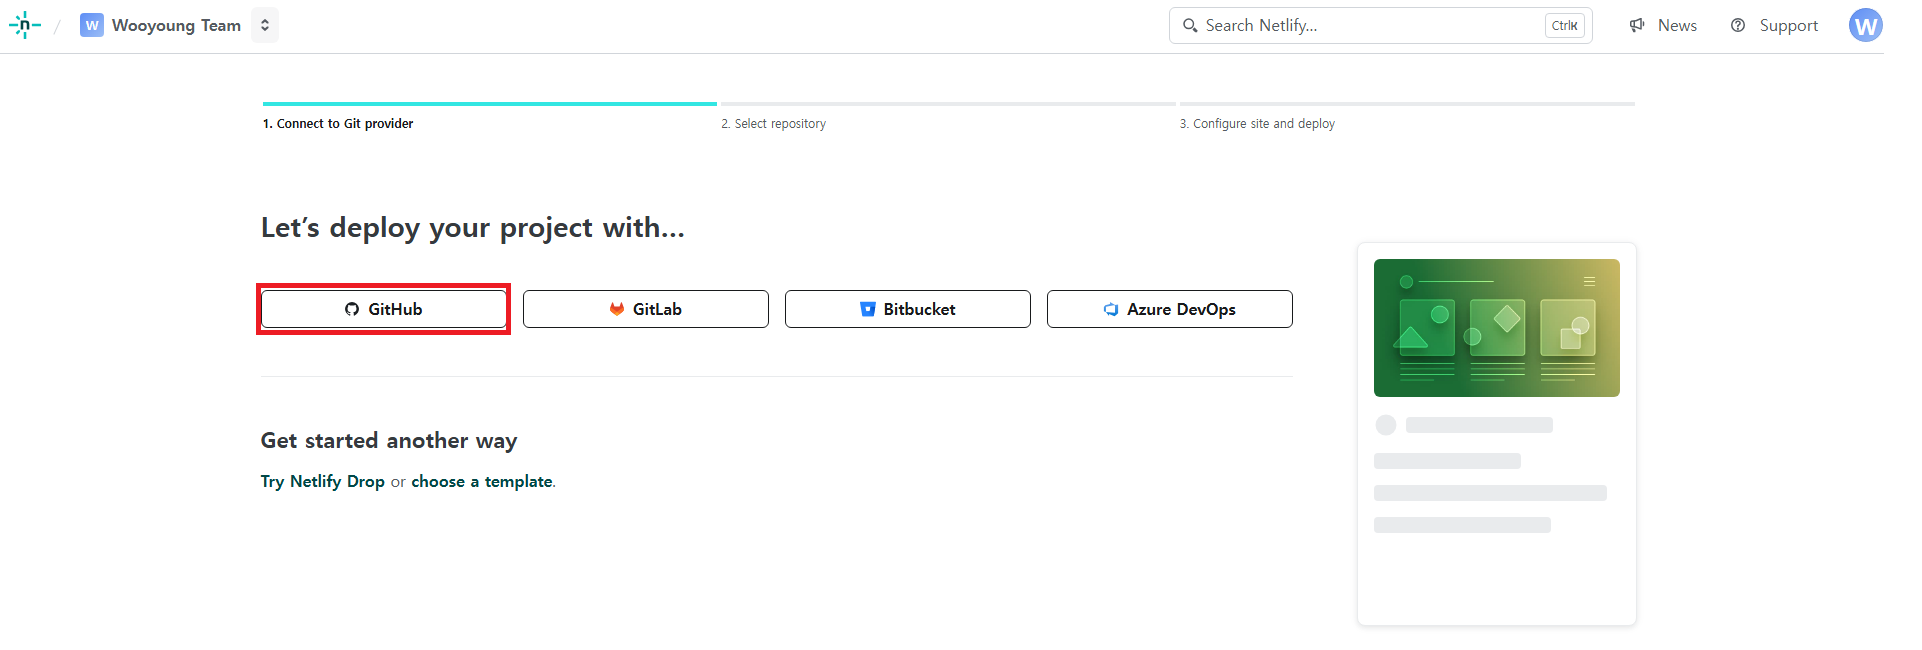 n / W Wooyoung Team
Search Netlify... CtrlK
News
Support
W
1. Connect to Git provider
2. Select repository
3. Configure site and deploy
Let’s deploy your project with…
GitHub
GitLab
Bitbucket
Azure DevOps
Get started another way
Try Netlify Drop or choose a template.